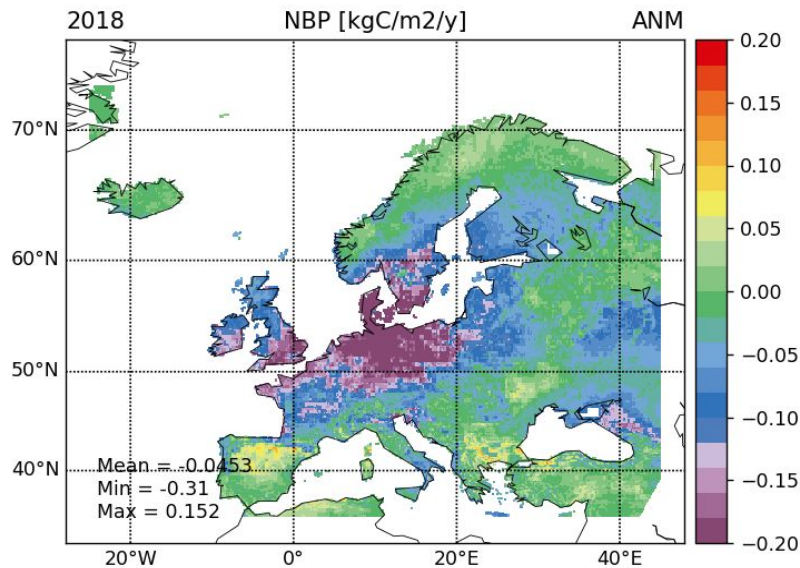 2018 NBP [kgC/m2/y] ANM
70°N
60°N
50°N
40°N
Mean = -0.0453
Min = -0.31
Max = 0.152
20°W 0° 20°E 40°E
0.20
0.15
0.10
0.05
0.00
−0.05
−0.10
−0.15
−0.20